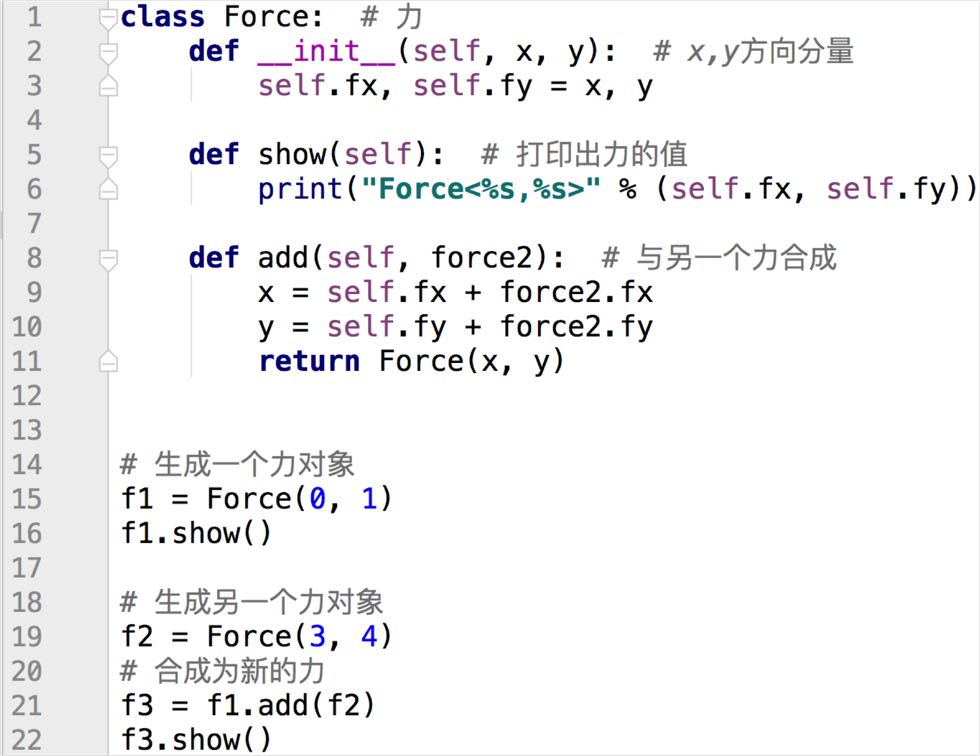 1 class Force:  # 力
2     def __init__(self, x, y):  # x,y方向分量
3         self.fx, self.fy = x, y
4
5     def show(self):  # 打印出力的值
6         print("Force<%s,%s>" % (self.fx, self.fy))
7
8     def add(self, force2):  # 与另一个力合成
9         x = self.fx + force2.fx
10         y = self.fy + force2.fy
11         return Force(x, y)
12
13
14 # 生成一个力对象
15 f1 = Force(0, 1)
16 f1.show()
17
18 # 生成另一个力对象
19 f2 = Force(3, 4)
20 # 合成为新的力
21 f3 = f1.add(f2)
22 f3.show()